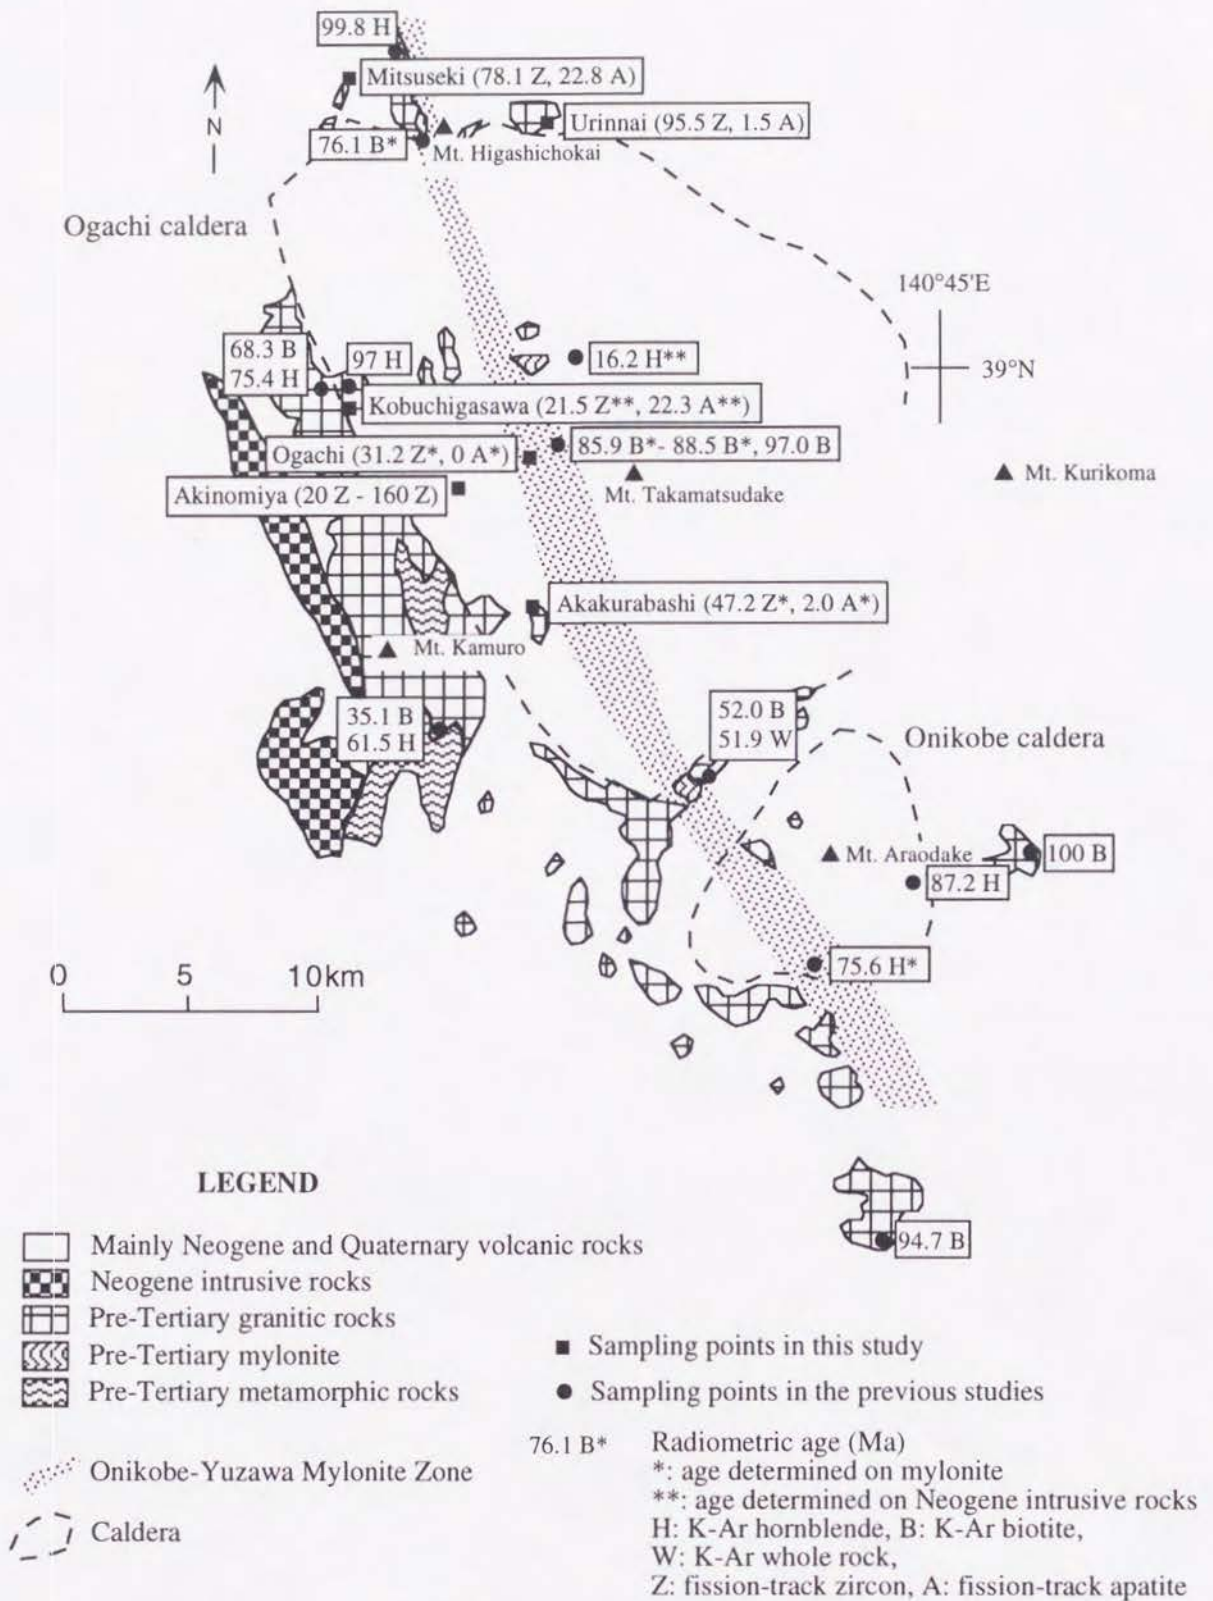 99.8 H
Mitsuseki (78.1 Z, 22.8 A)
N
Urinnai (95.5 Z, 1.5 A)
76.1 B*
Mt. Higashichokai
Ogachi caldera
140°45'E
68.3 B
75.4 H
97 H
16.2 H**
39°N
Kobuchigasawa (21.5 Z**, 22.3 A**)
Ogachi (31.2 Z*, 0 A*)
85.9 B*- 88.5 B*, 97.0 B
Akinomiya (20 Z - 160 Z)
Mt. Takamatsudake
Mt. Kurikoma
Akakurabashi (47.2 Z*, 2.0 A*)
Mt. Kamuro
35.1 B
61.5 H
52.0 B
51.9 W
Onikobe caldera
Mt. Araodake
100 B
87.2 H
75.6 H*
0 5 10km
94.7 B
LEGEND
Mainly Neogene and Quaternary volcanic rocks
Neogene intrusive rocks
Pre-Tertiary granitic rocks
Pre-Tertiary mylonite
Pre-Tertiary metamorphic rocks
Onikobe-Yuzawa Mylonite Zone
Caldera
Sampling points in this study
Sampling points in the previous studies
76.1 B* Radiometric age (Ma)
*: age determined on mylonite
**: age determined on Neogene intrusive rocks
H: K-Ar hornblende, B: K-Ar biotite,
W: K-Ar whole rock,
Z: fission-track zircon, A: fission-track apatite